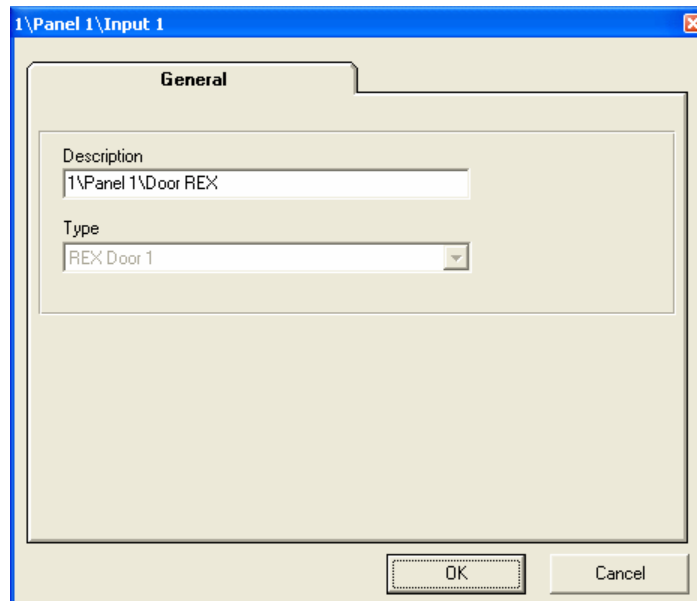 1\Panel 1\Input 1
General
Description
1\Panel 1\Door REX
Type
REX Door 1
OK
Cancel